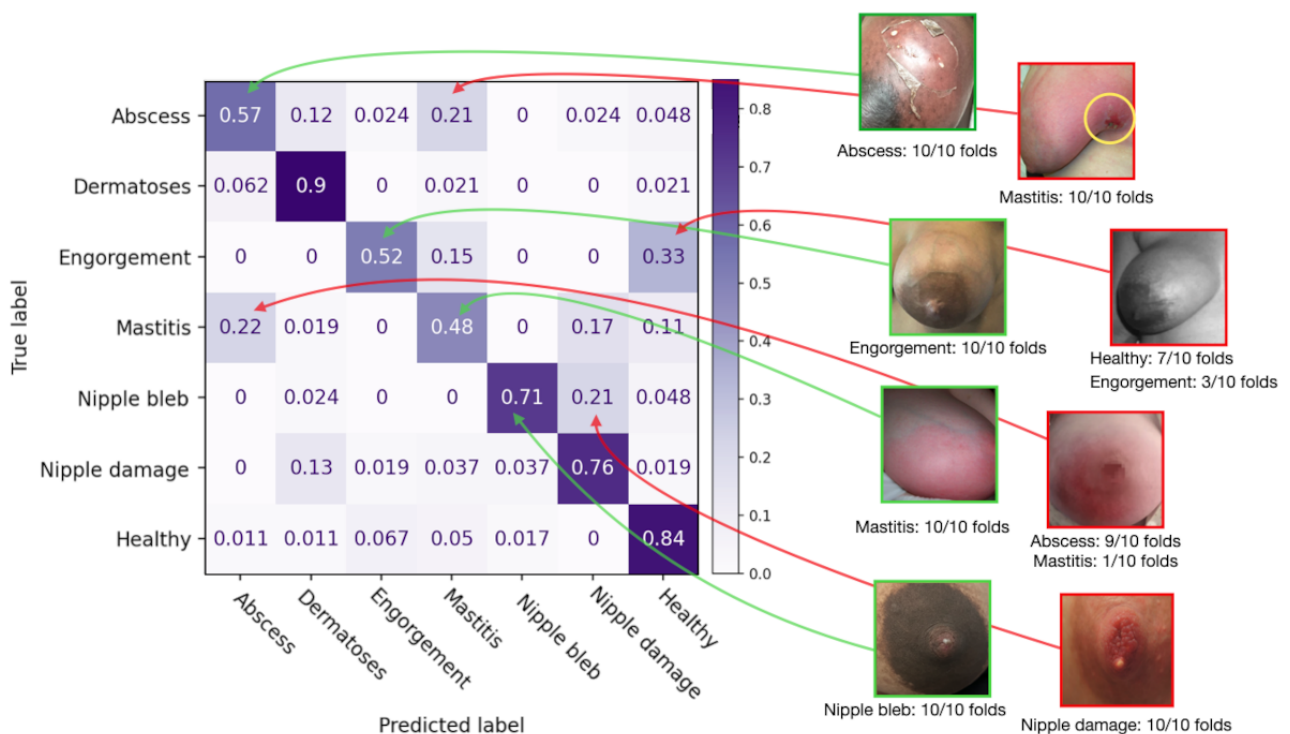 Abscess 0.57 0.12 0.024 0.21 0 0.024 0.048
Dermatoses 0.062 0.9 0 0.021 0 0 0.021
Engorgement 0 0 0.52 0.15 0 0 0.33
Mastitis 0.22 0.019 0 0.48 0 0.17 0.11
Nipple bleb 0 0.024 0 0 0.71 0.21 0.048
Nipple damage 0 0.13 0.019 0.037 0.037 0.76 0.019
Healthy 0.011 0.011 0.067 0.05 0.017 0 0.84
True label
Abscess Dermatoses Engorgement Mastitis Nipple bleb Nipple damage Healthy
Predicted label
0.8
0.7
0.6
0.5
0.4
0.3
0.2
0.1
0.0
Abscess: 10/10 folds
Mastitis: 10/10 folds
Engorgement: 10/10 folds
Healthy: 7/10 folds
Engorgement: 3/10 folds
Mastitis: 10/10 folds
Abscess: 9/10 folds
Mastitis: 1/10 folds
Nipple bleb: 10/10 folds
Nipple damage: 10/10 folds